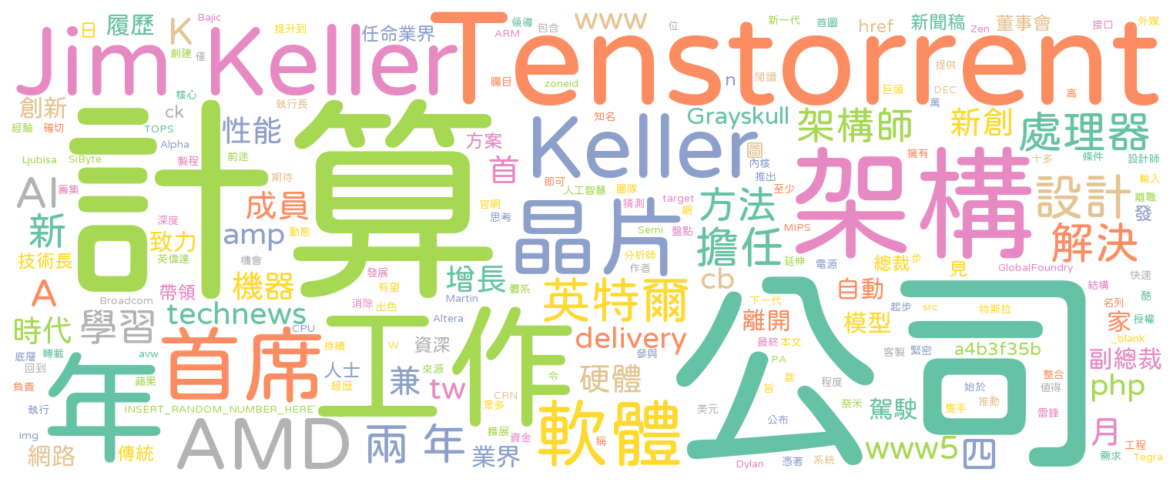 Jim Keller
Tenstorrent
計算
公司
架構
工作
年
晶片
Keller
AMD
首席
軟體
英特爾
處理器
設計
解決
擔任
方法
架構師
新創
兩年
學習
AI
新
K
A
www
履歷
日
任命業界
href
新聞稿
董事會
創新
ck
性能
成員
amp
致力
技術長
帶領
機器
增長
時代
technews
tw
兼
資深
人士
delivery
硬體
離開
cb
自動
模型
總裁
見
家
a4b3f35b
副總裁
php
駕駛
月
www5
四
業界
網路
傳統
Grayskull
圖
首
方案
發
n
Bajic
提升到
創建
僅
核心
領導
ARM
包含
位
新一代
首圖
Zen
接口
外媒
矚目
zoneid
閱讀
提供
巨頭
DEC
萬
高
執行長
知名
經驗
確切
TOPS
Alpha
Ljubisa
SiByte
製程
前途
籌集
深度
英偉達
期待
動態
官網
思考
即可
人工智慧
團隊
猜測
target
網
Semi
盤點
內核
推出
至少
擁有
十多
條件
設計師
輸入
離職
MIPS
分析師
作者
延伸
電源
步
GlobalFoundry
快速
機會
發展
有望
Broadcom
消除
出色
Martin
體系
Altera
CPU
底層
轉載
avw
回到
蘋果
負責
持續
W
經歷
來源
CRN
令
參與
INSERT_RANDOM_NUMBER_HERE'
執行
img
眾多
擴展
資金
稱
下一代
起步
src
特斯拉
結構
酷
名列
授權
最終
本文
PA
緊密
_blank'
客製
整合
值得
旨
款
程度
始於
推動
奈米
隻手
雷鋒
美元
公布
Dylan
憑著
系統
工程
需求
Tegra